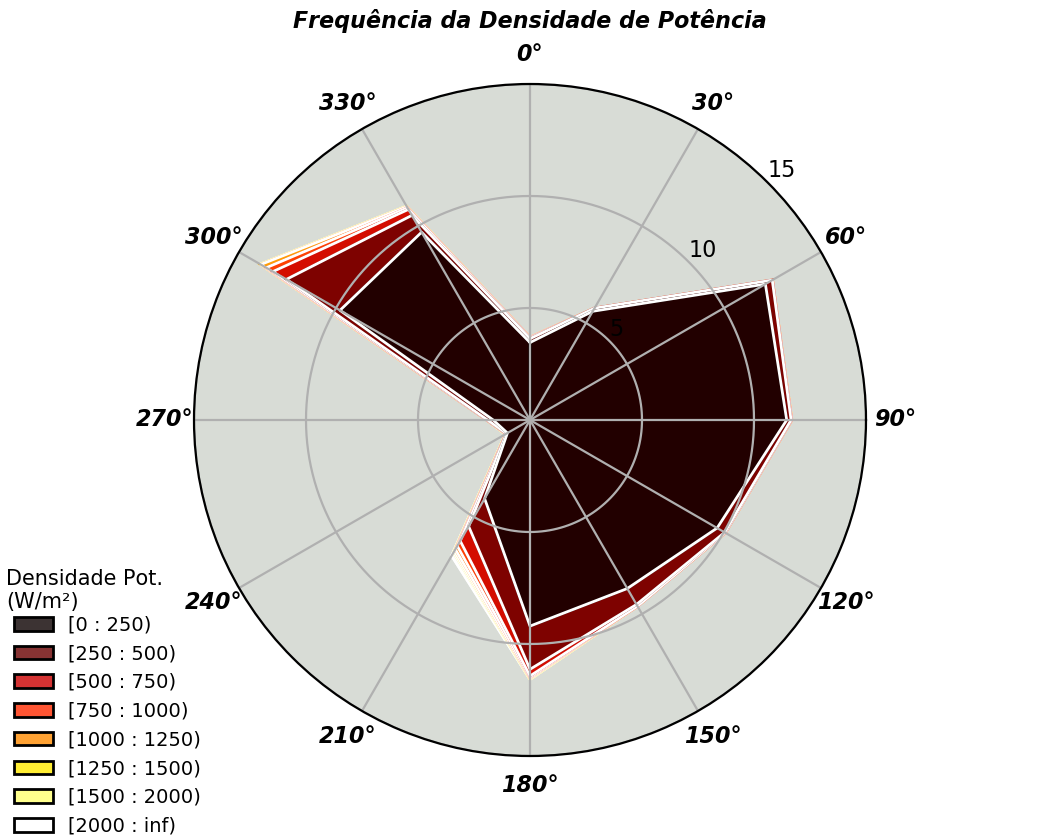 Frequência da Densidade de Potência
0°
330°
30°
15
300°
60°
10
5
270°
90°
240°
120°
210°
150°
180°
Densidade Pot.
(W/m²)
[0 : 250)
[250 : 500)
[500 : 750)
[750 : 1000)
[1000 : 1250)
[1250 : 1500)
[1500 : 2000)
[2000 : inf)